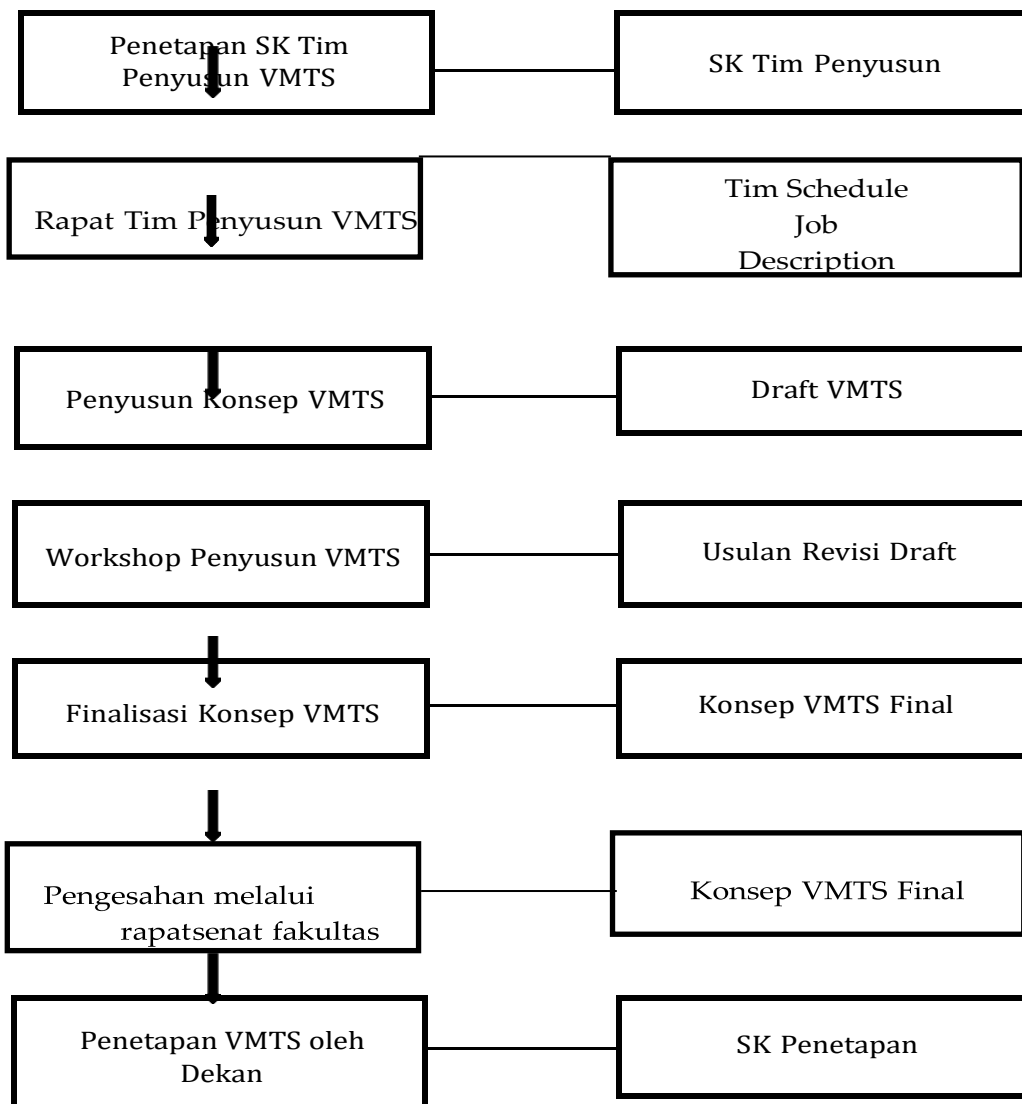 Penetapan SK Tim
Penyusun VMTS
SK Tim Penyusun
Rapat Tim Penyusun VMTS
Tim Schedule
Job
Description
Penyusun Konsep VMTS
Draft VMTS
Workshop Penyusun VMTS
Usulan Revisi Draft
Finalisasi Konsep VMTS
Konsep VMTS Final
Pengesahan melalui
rapatsenat fakultas
Konsep VMTS Final
Penetapan VMTS oleh
Dekan
SK Penetapan